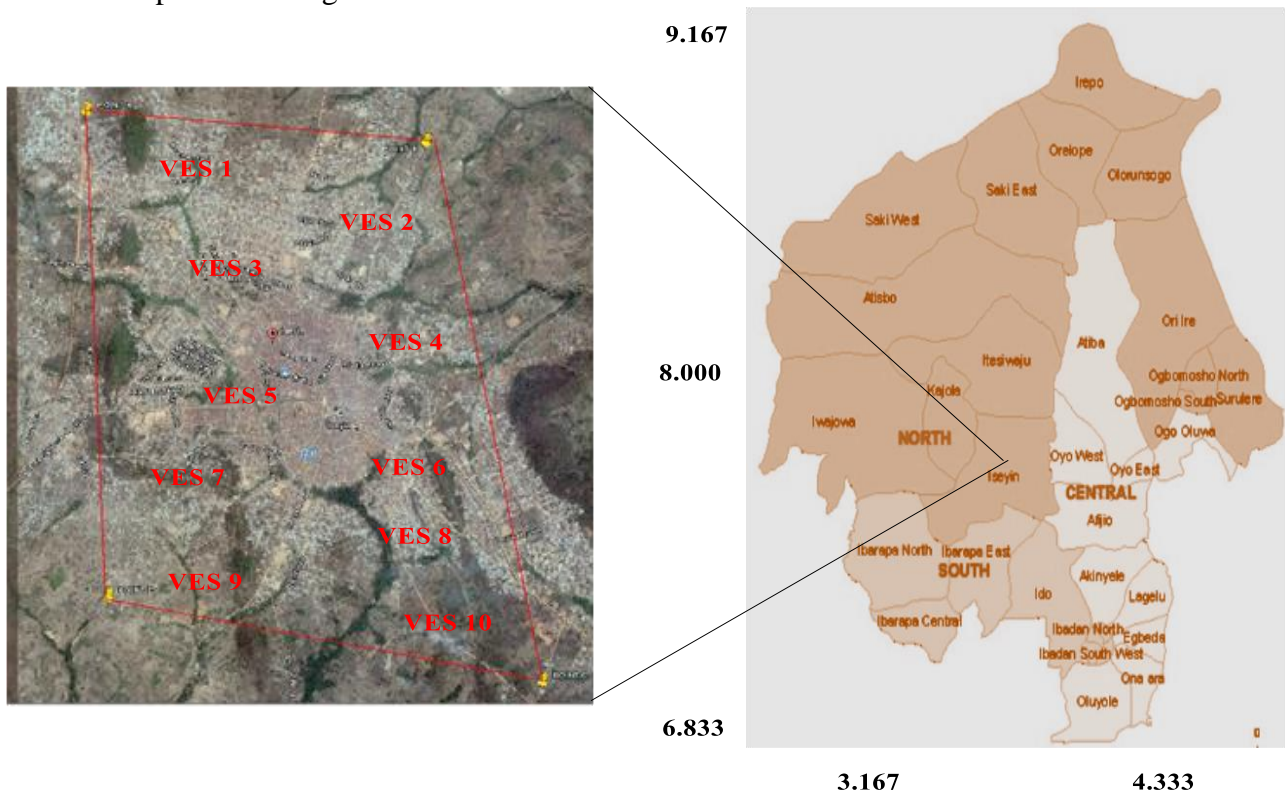 9.167
8.000
6.833
3.167
4.333
VES 1
VES 2
VES 3
VES 4
VES 5
VES 6
VES 7
VES 8
VES 9
VES 10
Irepo
Orelope
Olorunsogo
Saki East
Saki West
Atisbo
Ori Ire
Atiba
Itesiwaju
Ogbomosho North
Kajola
Ogbomosho South
Surulere
Iwajowa
Ogo Oluwa
NORTH
Oyo West
Oyo East
Iseyin
CENTRAL
Afijio
Ibarapa North
Ibarapa East
SOUTH
Akinyele
Ido
Lagelu
Ibarapa Central
Ibadan North
Egbeda
Ibadan South West
Ona ara
Oluyole